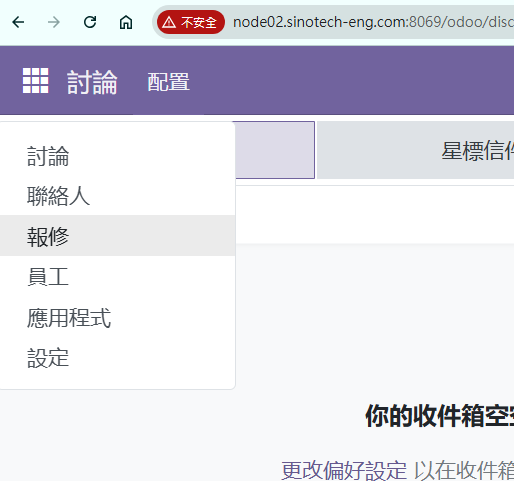 不安全 node02.sinotech-eng.com:8069/odoo/disc
討論 配置
星標信件
討論
聯絡人
報修
員工
應用程式
設定
你的收件箱空空
更改偏好設定 以在收件箱